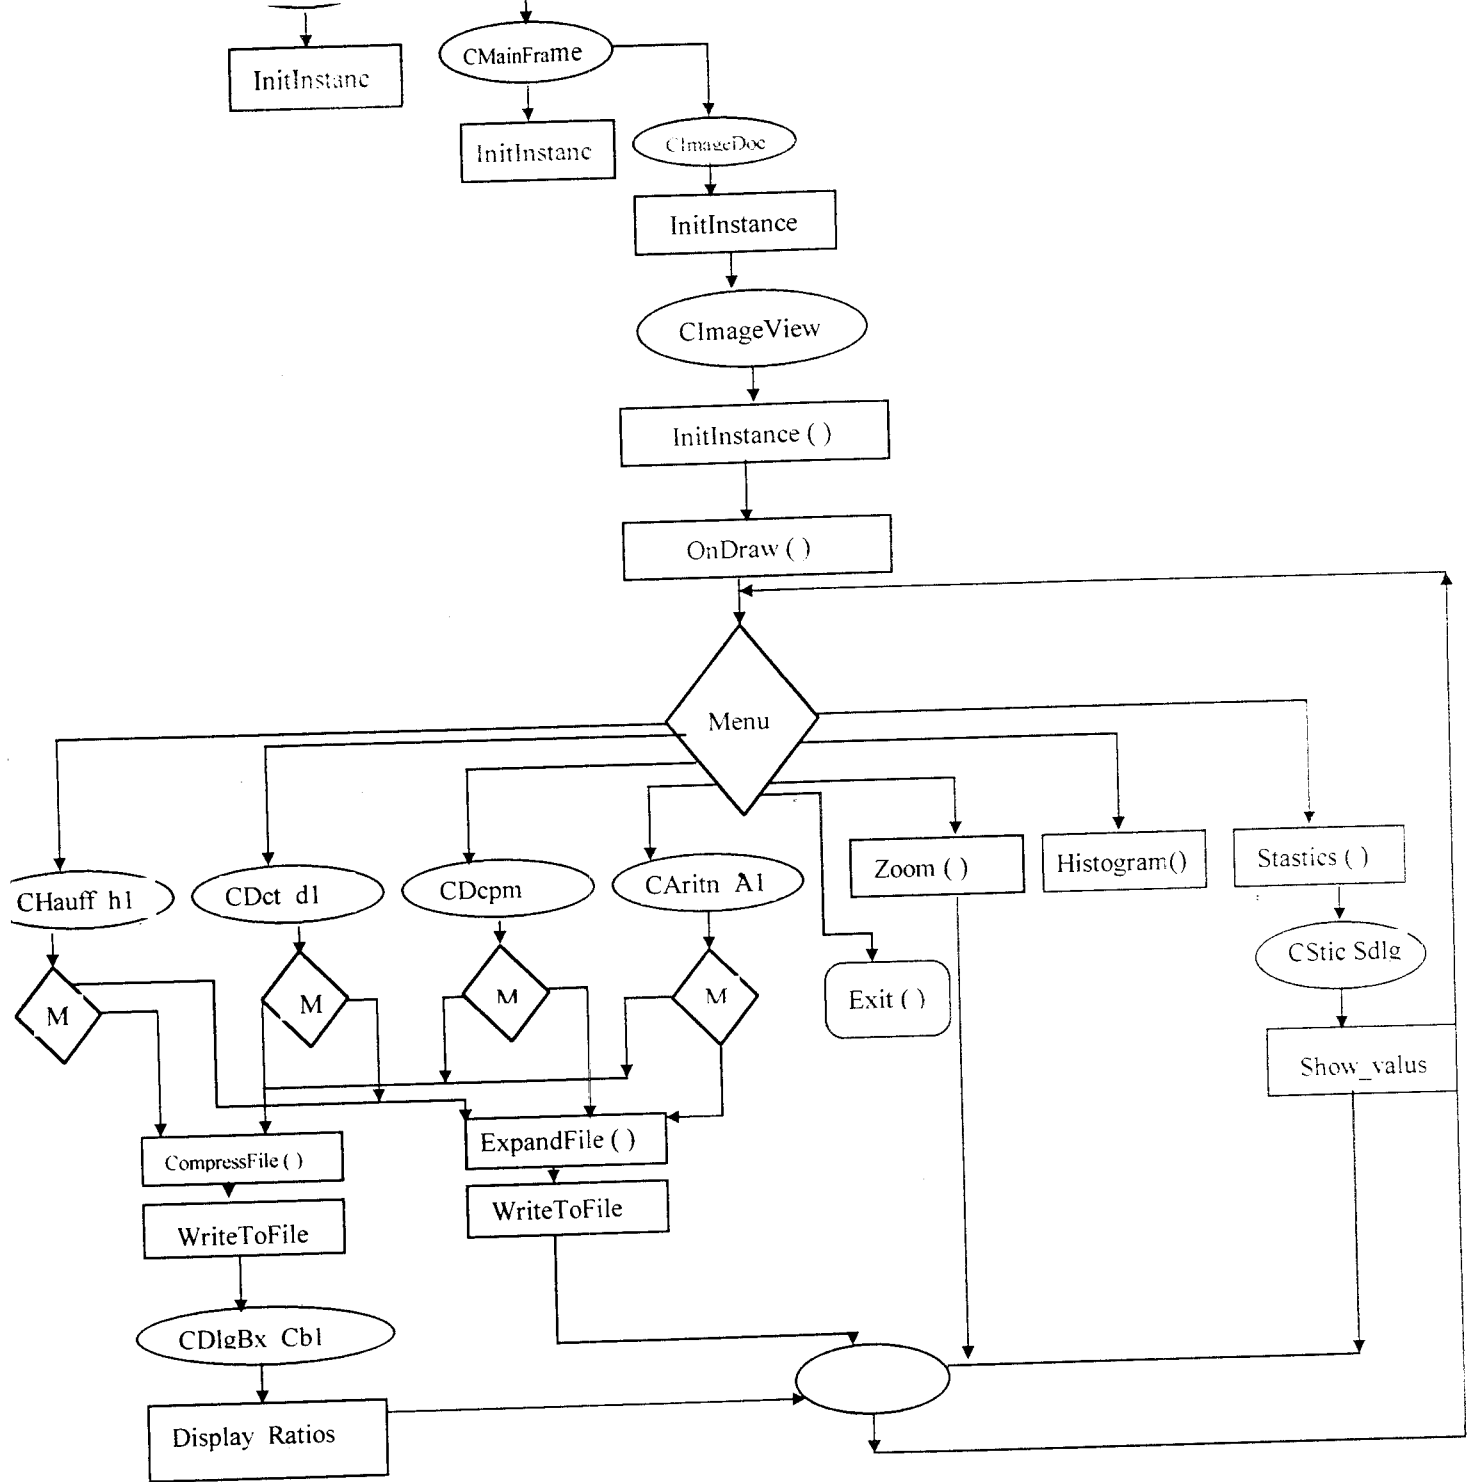 CMainFrame
InitInstanc
InitInstanc
CImageDoc
InitInstance
CImageView
InitInstance ( )
OnDraw ( )
Menu
CHauff h1
CDct d1
CDcpm
CAritn A1
Zoom ( )
Histogram()
Stastics ( )
CStic Sdlg
M
M
M
M
Exit ( )
Show_valus
CompressFile ( )
ExpandFile ( )
WriteToFile
WriteToFile
CDlgBx Cb1
Display Ratios